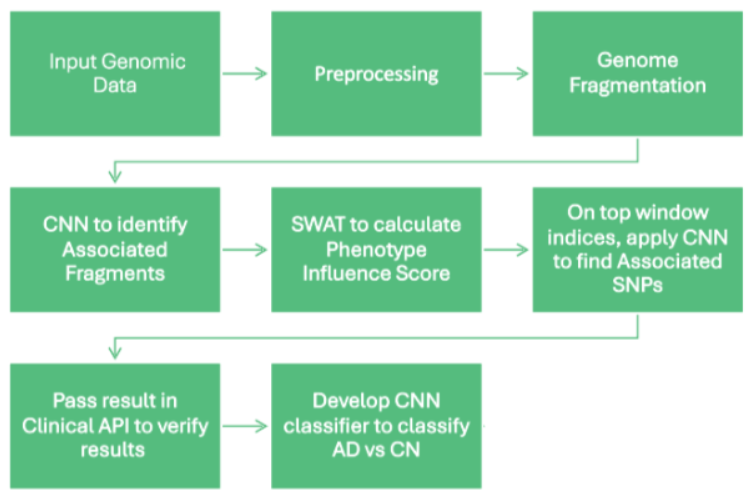 Input Genomic
Data
Preprocessing
Genome
Fragmentation
CNN to identify
Associated
Fragments
SWAT to calculate
Phenotype
Influence Score
On top window
indices, apply CNN
to find Associated
SNPs
Pass result in
Clinical API to verify
results
Develop CNN
classifier to classify
AD vs CN